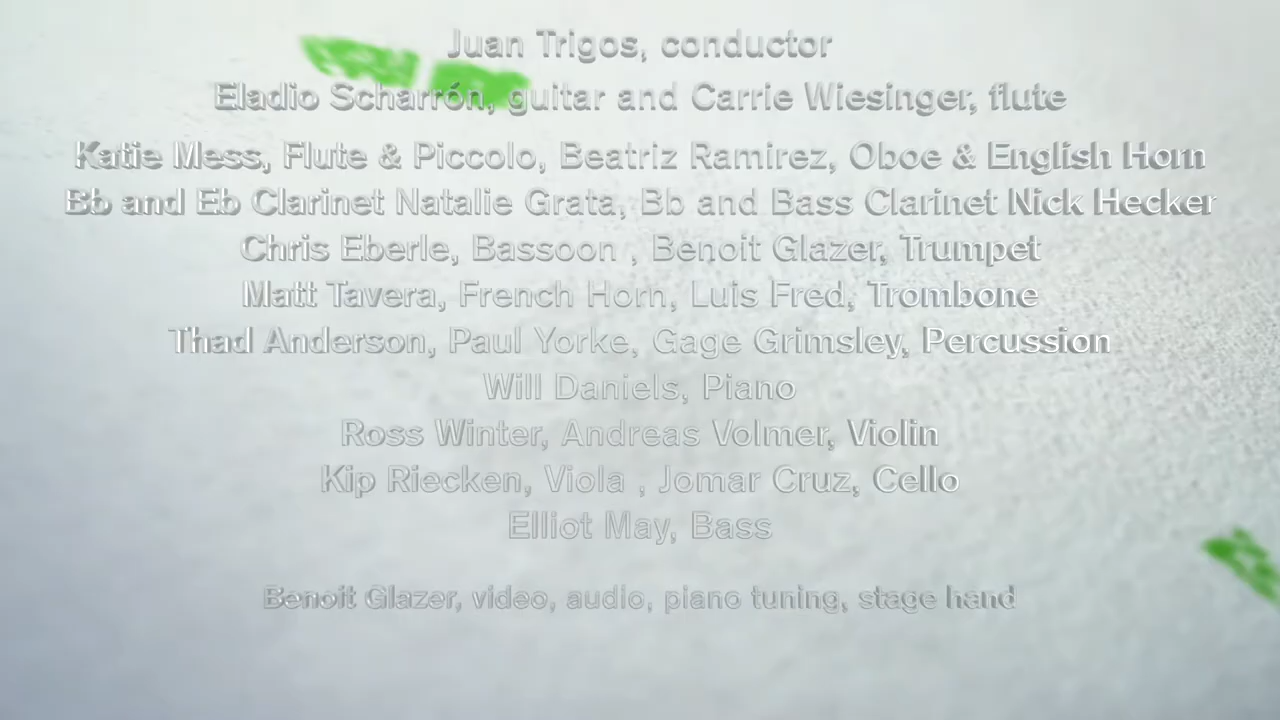 Juan Trigos, conductor
Eladio Scharrón, guitar and Carrie Wiesinger, flute
Katie Mess, Flute & Piccolo, Beatriz Ramirez, Oboe & English Horn
Bb and Eb Clarinet Natalie Grata, Bb and Bass Clarinet Nick Hecker
Chris Eberle, Bassoon , Benoit Glazer, Trumpet
Matt Tavera, French Horn, Luis Fred, Trombone
Thad Anderson, Paul Yorke, Gage Grimsley, Percussion
Will Daniels, Piano
Ross Winter, Andreas Volmer, Violin
Kip Riecken, Viola , Jomar Cruz, Cello
Elliot May, Bass
Benoit Glazer, video, audio, piano tuning, stage hand